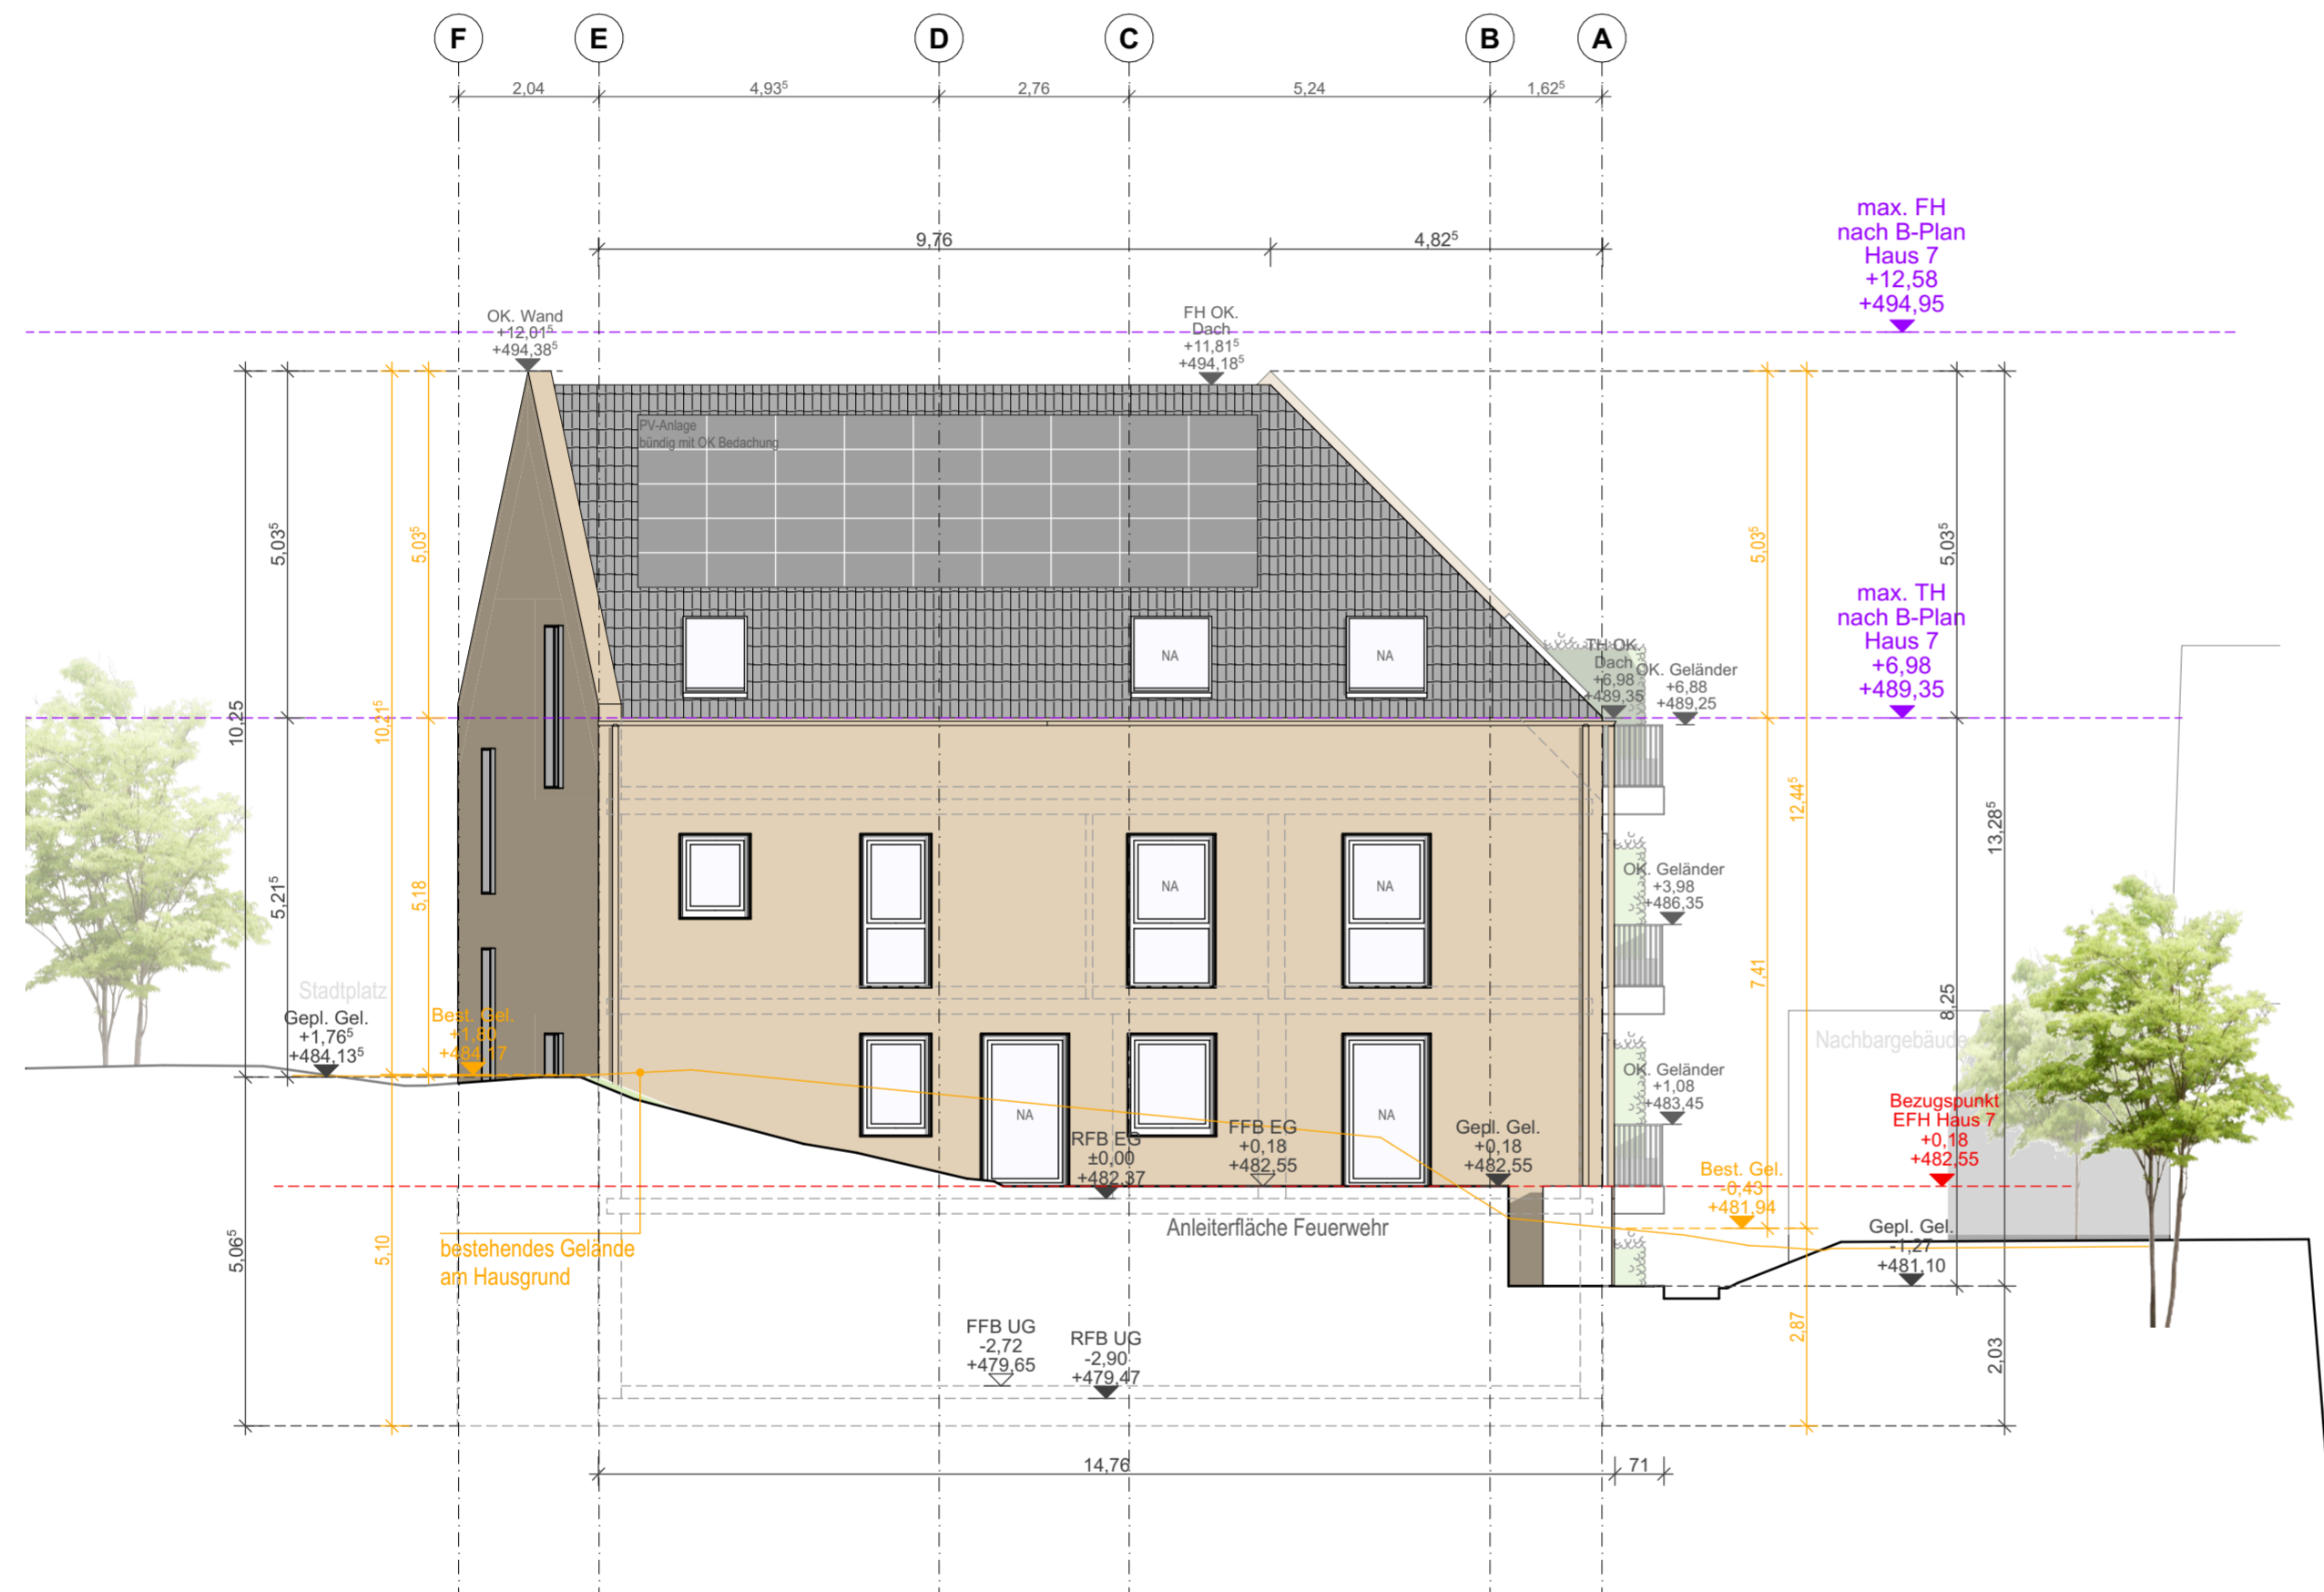 F
E
D
C
B
A
2,04
4,93⁵
2,76
5,24
1,62⁵
9,76
4,82⁵
max. FH
nach B-Plan
Haus 7
+12,58
+494,95
OK. Wand
+12,01⁵
+494,38⁵
FH OK.
Dach
+11,81⁵
+494,18⁵
PV-Anlage
bündig mit OK Bedachung
5,03⁵
5,03⁵
5,03⁵
5,03⁵
max. TH
nach B-Plan
Haus 7
+6,98
+489,35
NA
NA
TH OK.
Dach
+6,98
+489,35
OK. Geländer
+6,88
+489,25
10,25
10,21⁵
12,44⁵
13,28⁵
5,21⁵
5,18
7,41
8,25
NA
NA
OK. Geländer
+3,98
+486,35
Stadtplatz
Gepl. Gel.
+1,76⁵
+484,13⁵
Best. Gel.
+1,80
+484,17
Nachbargebäude
OK. Geländer
+1,08
+483,45
NA
NA
RFB EG
±0,00
+482,37
FFB EG
+0,18
+482,55
Gepl. Gel.
+0,18
+482,55
Bezugspunkt
EFH Haus 7
+0,18
+482,55
Best. Gel.
-0,43
+481,94
Gepl. Gel.
-1,27
+481,10
Anleiterfläche Feuerwehr
bestehendes Gelände
am Hausgrund
5,06⁵
5,10
2,87
2,03
FFB UG
-2,72
+479,65
RFB UG
-2,90
+479,47
14,76
71